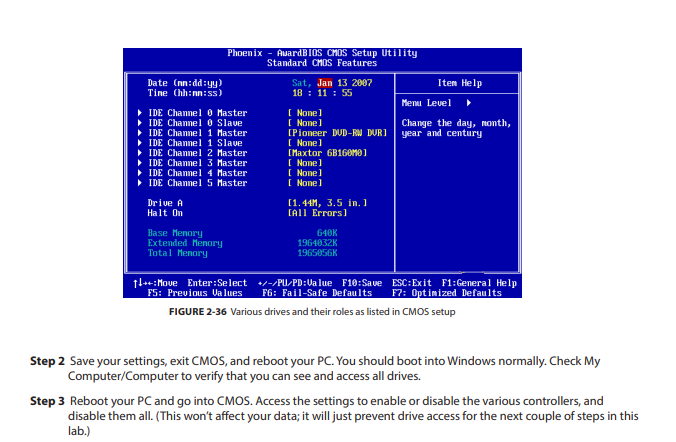 Phoenix - AwardBIOS CMOS Setup Utility
Standard CMOS Features
Date (mm:dd:yy) Sat, Jan 13 2007
Time (hh:mm:ss) 18 : 11 : 55
IDE Channel 0 Master [ None]
IDE Channel 0 Slave [ None]
IDE Channel 1 Master [Pioneer DVD-RW DVR]
IDE Channel 1 Slave [ None]
IDE Channel 2 Master [Maxtor 6B160M0]
IDE Channel 3 Master [ None]
IDE Channel 4 Master [ None]
IDE Channel 5 Master [ None]
Drive A [1.44M, 3.5 in.]
Halt On [All Errors]
Base Memory 640K
Extended Memory 1964032K
Total Memory 1965056K
Item Help
Menu Level ▶
Change the day, month,
year and century
↑↓→←:Move Enter:Select +/-/PU/PD:Value F10:Save ESC:Exit F1:General Help
F5: Previous Values F6: Fail-Safe Defaults F7: Optimized Defaults
FIGURE 2-36 Various drives and their roles as listed in CMOS setup
Step 2 Save your settings, exit CMOS, and reboot your PC. You should boot into Windows normally. Check My
Computer/Computer to verify that you can see and access all drives.
Step 3 Reboot your PC and go into CMOS. Access the settings to enable or disable the various controllers, and
disable them all. (This won't affect your data; it will just prevent drive access for the next couple of steps in this
lab.)